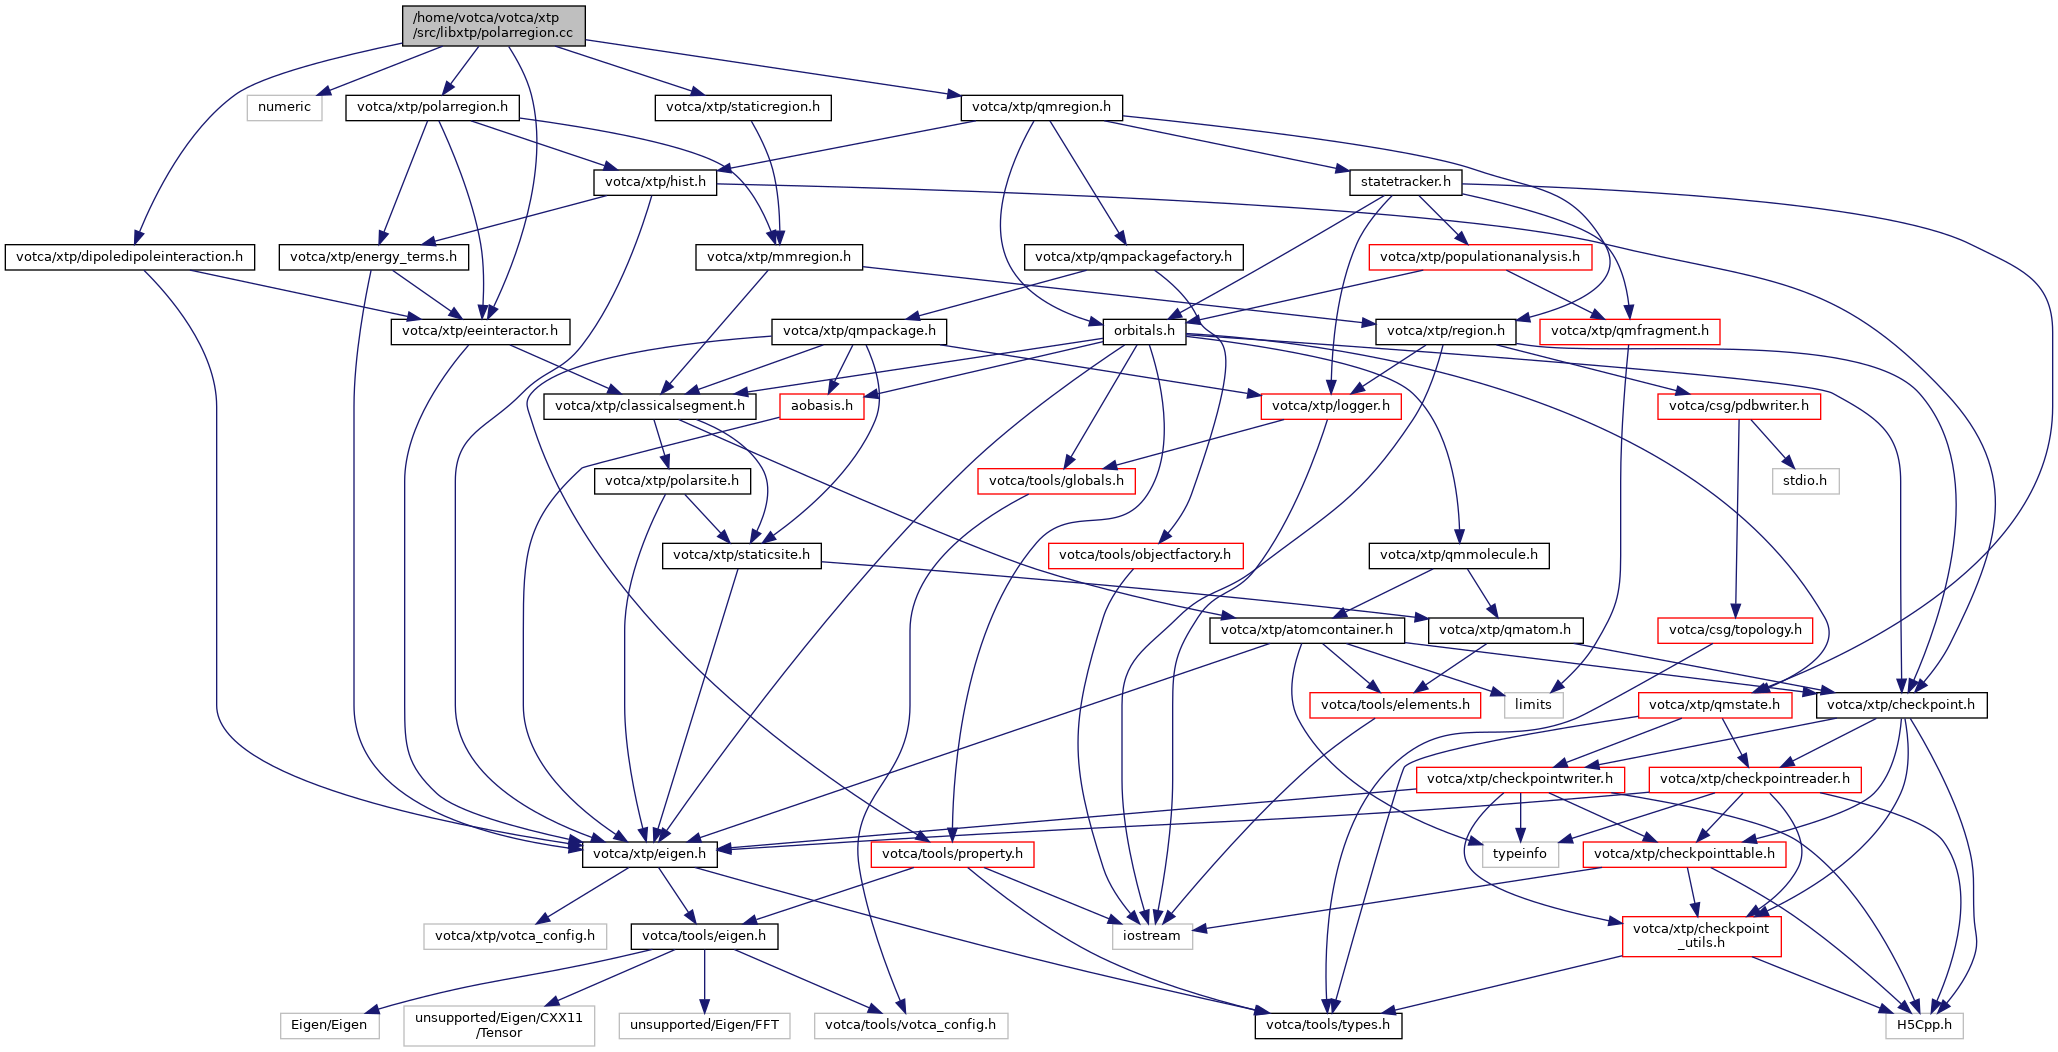 /home/votca/votca/xtp
/src/libxtp/polarregion.cc
numeric
votca/xtp/polarregion.h
votca/xtp/staticregion.h
votca/xtp/qmregion.h
votca/xtp/hist.h
statetracker.h
votca/xtp/dipoledipoleinteraction.h
votca/xtp/energy_terms.h
votca/xtp/mmregion.h
votca/xtp/qmpackagefactory.h
votca/xtp/populationanalysis.h
votca/xtp/eeinteractor.h
votca/xtp/qmpackage.h
orbitals.h
votca/xtp/region.h
votca/xtp/qmfragment.h
votca/xtp/classicalsegment.h
aobasis.h
votca/xtp/logger.h
votca/csg/pdbwriter.h
votca/xtp/polarsite.h
votca/tools/globals.h
stdio.h
votca/xtp/staticsite.h
votca/tools/objectfactory.h
votca/xtp/qmmolecule.h
votca/xtp/atomcontainer.h
votca/xtp/qmatom.h
votca/csg/topology.h
votca/tools/elements.h
limits
votca/xtp/qmstate.h
votca/xtp/checkpoint.h
votca/xtp/checkpointwriter.h
votca/xtp/checkpointreader.h
votca/xtp/eigen.h
votca/tools/property.h
typeinfo
votca/xtp/checkpointtable.h
votca/xtp/votca_config.h
votca/tools/eigen.h
iostream
votca/xtp/checkpoint
_utils.h
Eigen/Eigen
unsupported/Eigen/CXX11
/Tensor
unsupported/Eigen/FFT
votca/tools/votca_config.h
votca/tools/types.h
H5Cpp.h